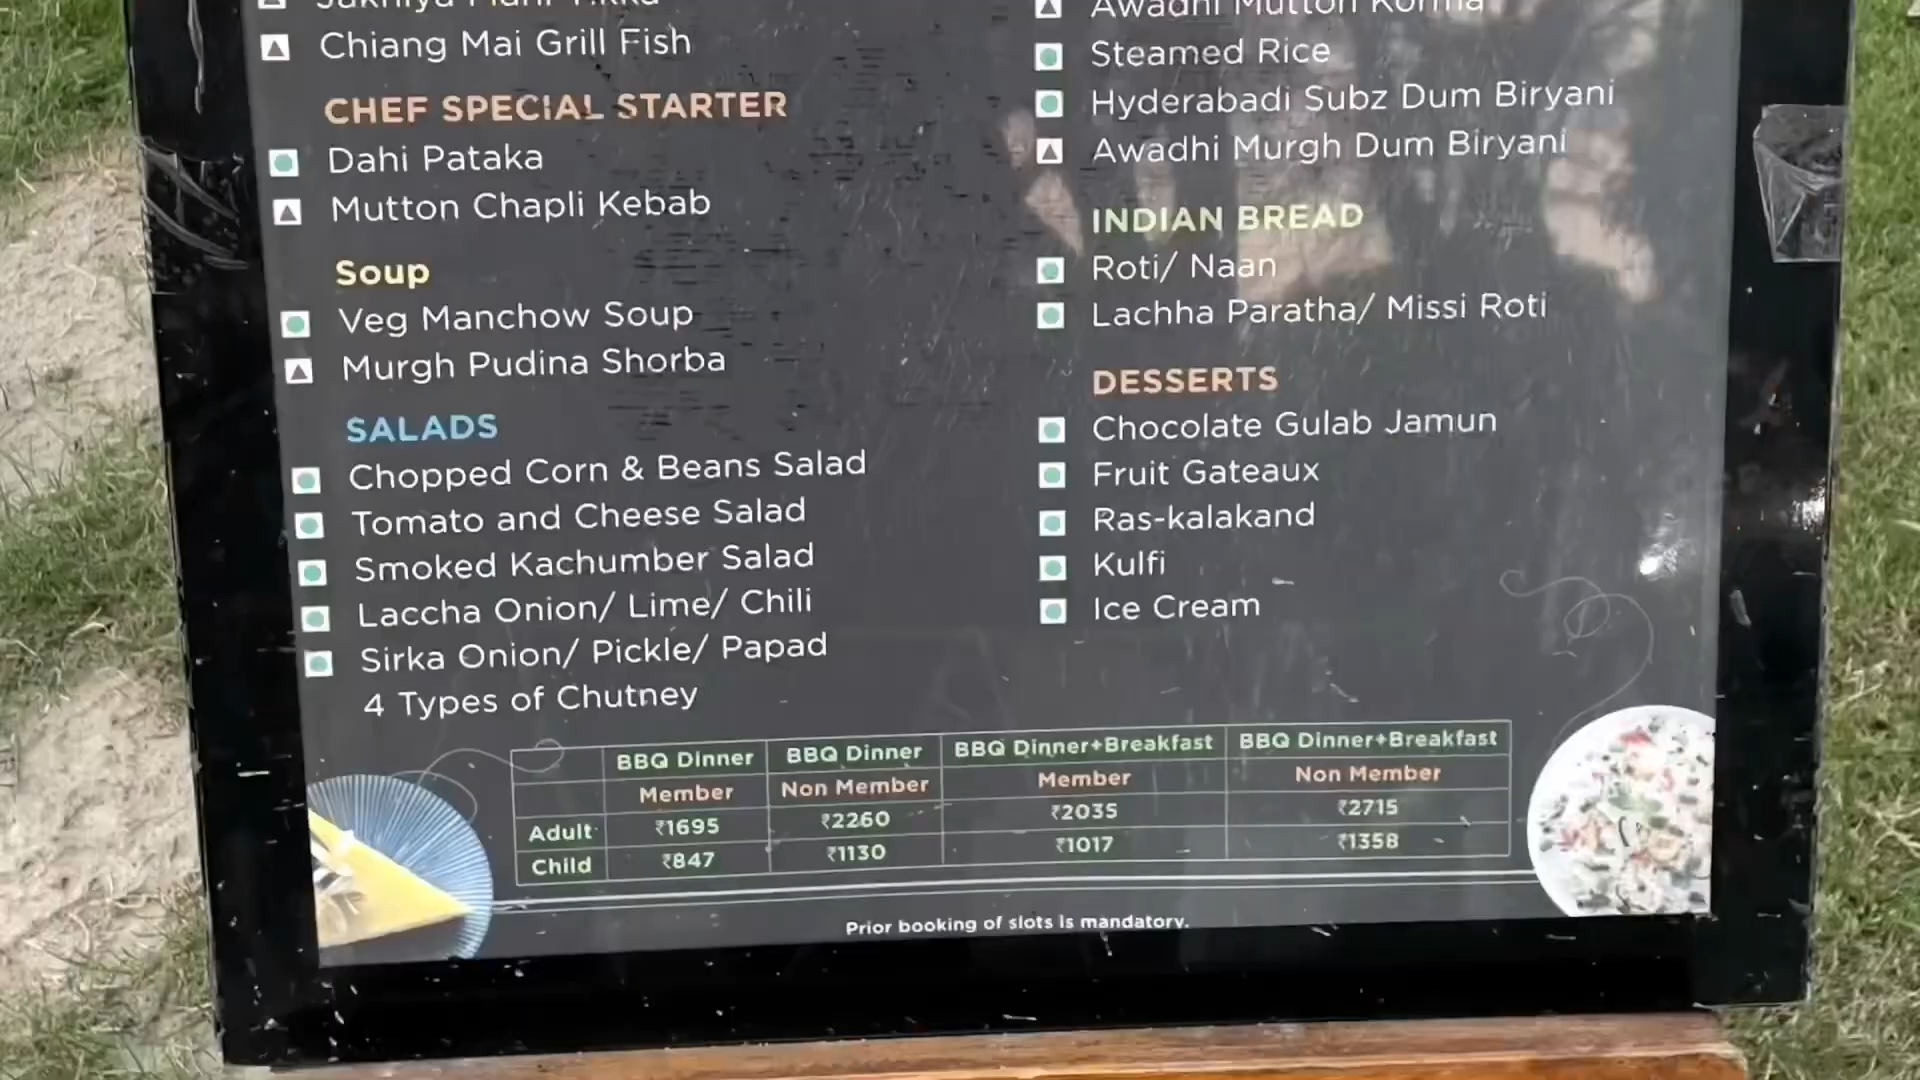 Chiang Mai Grill Fish
CHEF SPECIAL STARTER
Dahi Pataka
Mutton Chapli Kebab
Soup
Veg Manchow Soup
Murgh Pudina Shorba
SALADS
Chopped Corn & Beans Salad
Tomato and Cheese Salad
Smoked Kachumber Salad
Laccha Onion/ Lime/ Chili
Sirka Onion/ Pickle/ Papad
4 Types of Chutney
Awadhi Mutton Korma
Steamed Rice
Hyderabadi Subz Dum Biryani
Awadhi Murgh Dum Biryani
INDIAN BREAD
Roti/ Naan
Lachha Paratha/ Missi Roti
DESSERTS
Chocolate Gulab Jamun
Fruit Gateaux
Ras-kalakand
Kulfi
Ice Cream
BBQ Dinner BBQ Dinner BBQ Dinner+Breakfast BBQ Dinner+Breakfast
Member Non Member Member Non Member
Adult ₹1695 ₹2260 ₹2035 ₹2715
Child ₹847 ₹1130 ₹1017 ₹1358
Prior booking of slots is mandatory.